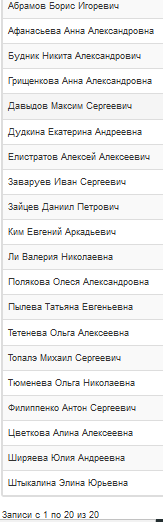 Абрамов Борис Игоревич
Афанасьева Анна Александровна
Будник Никита Александрович
Грищенкова Анна Александровна
Давыдов Максим Сергеевич
Дудкина Екатерина Андреевна
Елистратов Алексей Алексеевич
Заваруев Иван Сергеевич
Зайцев Даниил Петрович
Ким Евгений Аркадьевич
Ли Валерия Николаевна
Полякова Олеся Александровна
Пылева Татьяна Евгеньевна
Тетенева Ольга Алексеевна
Топалэ Михаил Сергеевич
Тюменева Ольга Николаевна
Филиппенко Антон Сергеевич
Цветкова Алина Алексеевна
Ширяева Юлия Андреевна
Штыкалина Элина Юрьевна
Записи с 1 по 20 из 20